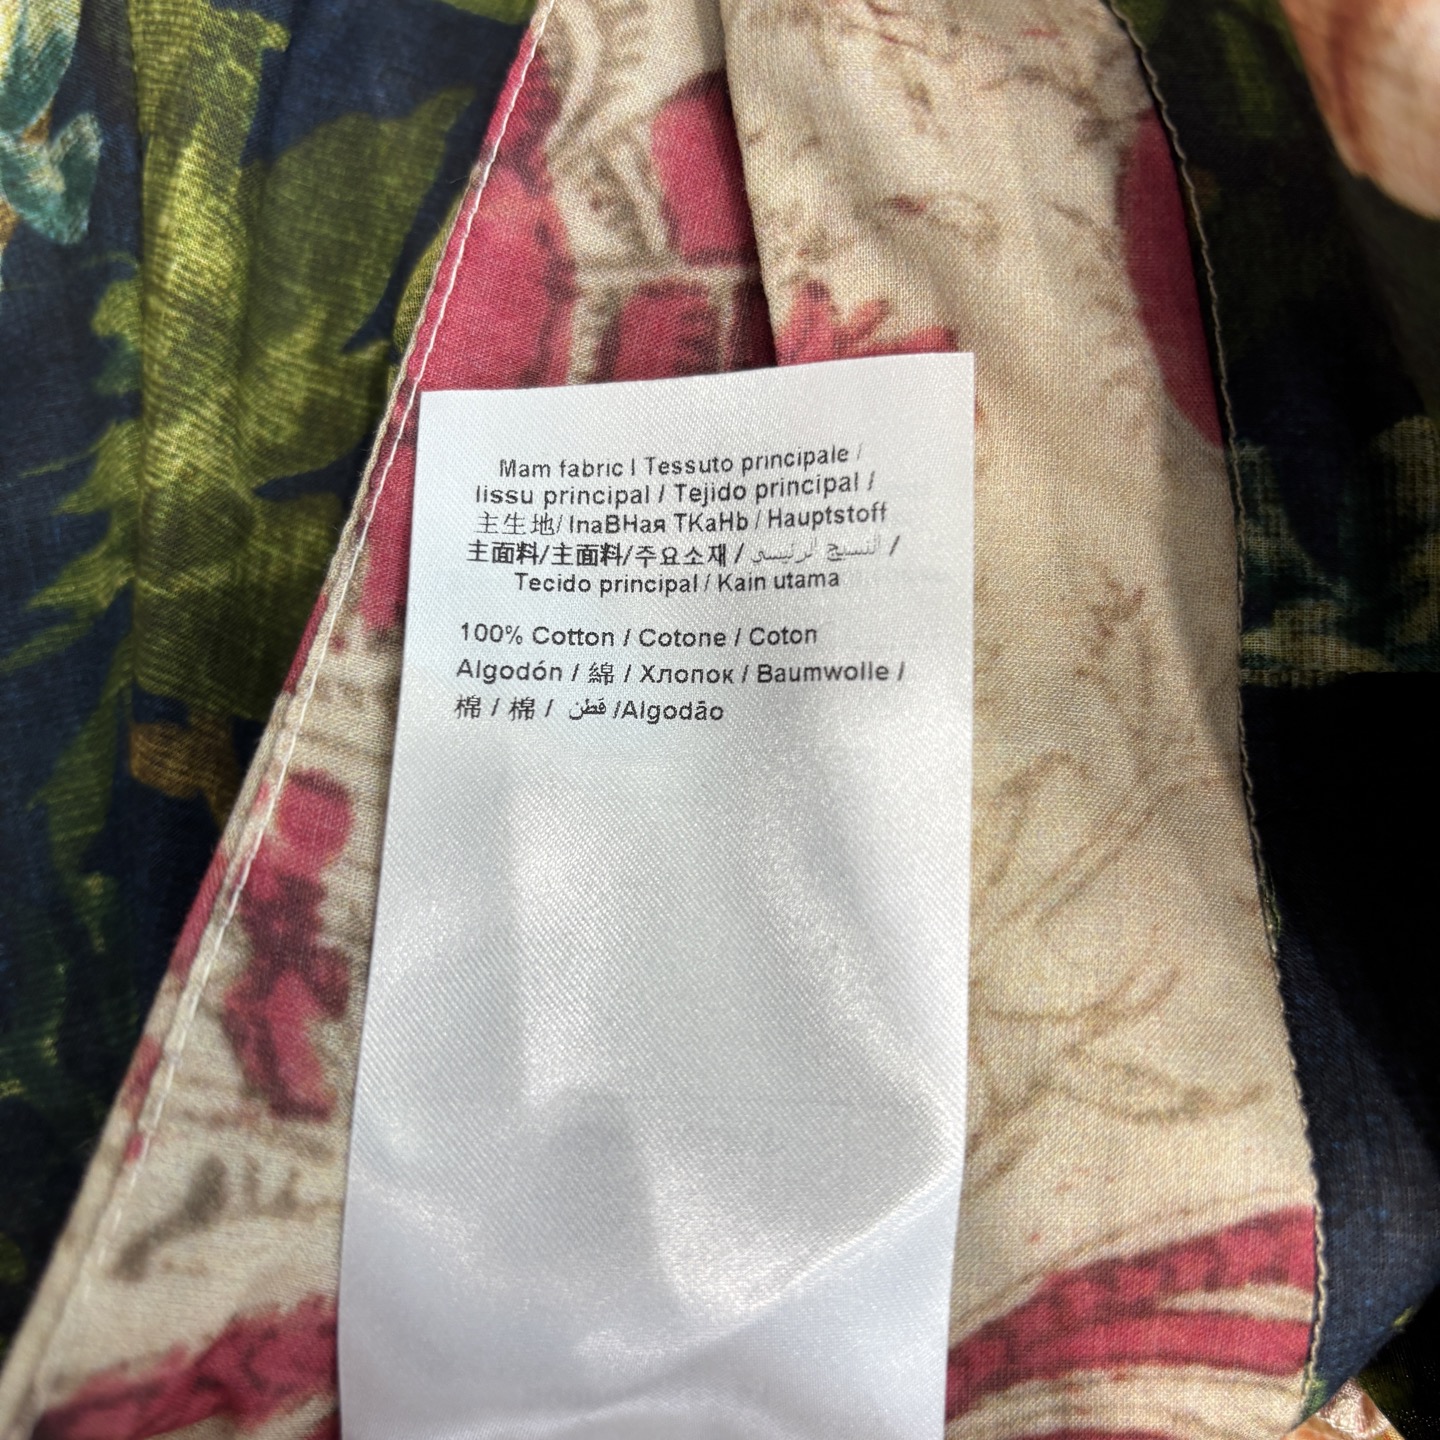 Mam fabric l Tessuto principale /
lissu principal / Tejido principal /
主生地/ InaBHaя TKaHb / Hauptstoff
主面料/主面料/주요소재 / النسيج الرئيسي /
Tecido principal / Kain utama
100% Cotton / Cotone / Coton
Algodón / 綿 / Хлопок / Baumwolle /
棉 / 棉 / قطن /Algodāo